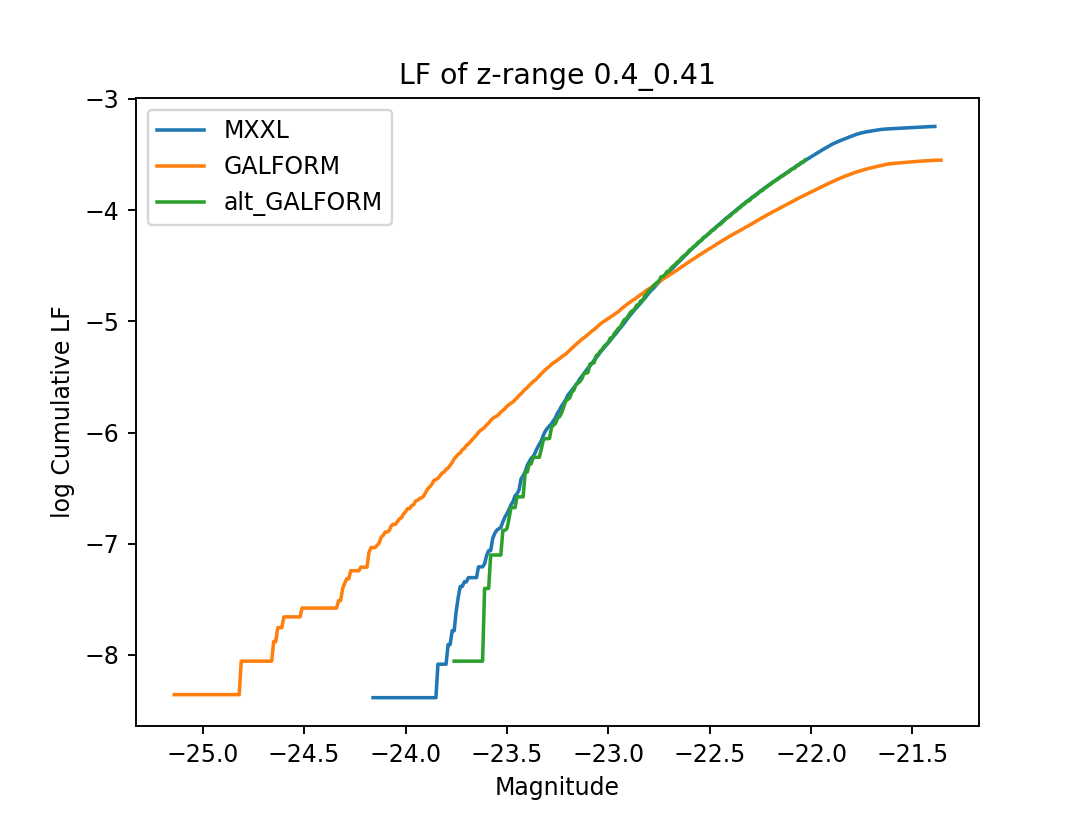 LF of z-range 0.4_0.41
MXXL
GALFORM
alt_GALFORM
−3
−4
−5
−6
−7
−8
log Cumulative LF
−25.0
−24.5
−24.0
−23.5
−23.0
−22.5
−22.0
−21.5
Magnitude